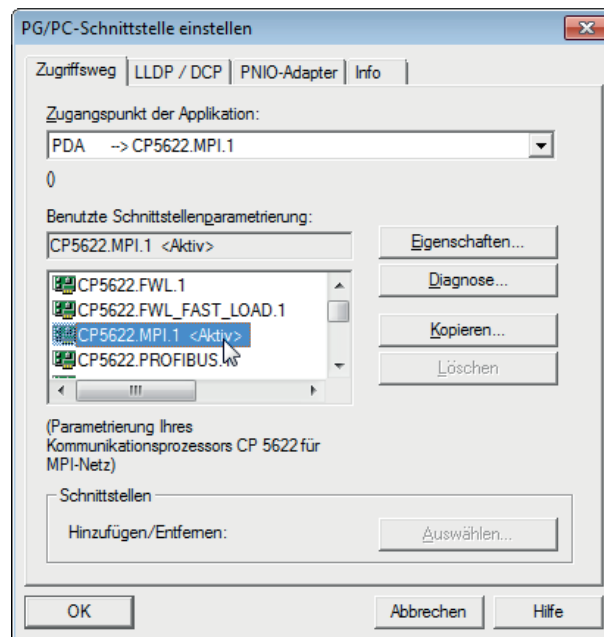 PG/PC-Schnittstelle einstellen
Zugriffsweg LLDP / DCP PNIO-Adapter Info
Zugangspunkt der Applikation:
PDA --> CP5622.MPI.1
()
Benutzte Schnittstellenparametrierung:
CP5622.MPI.1 <Aktiv>
Eigenschaften...
CP5622.FWL.1
Diagnose...
CP5622.FWL_FAST_LOAD.1
CP5622.MPI.1 <Aktiv>
Kopieren...
CP5622.PROFIBUS.
Löschen
(Parametrierung Ihres
Kommunikationsprozessors CP 5622 für
MPI-Netz)
Schnittstellen
Hinzufügen/Entfernen: Auswählen...
OK Abbrechen Hilfe